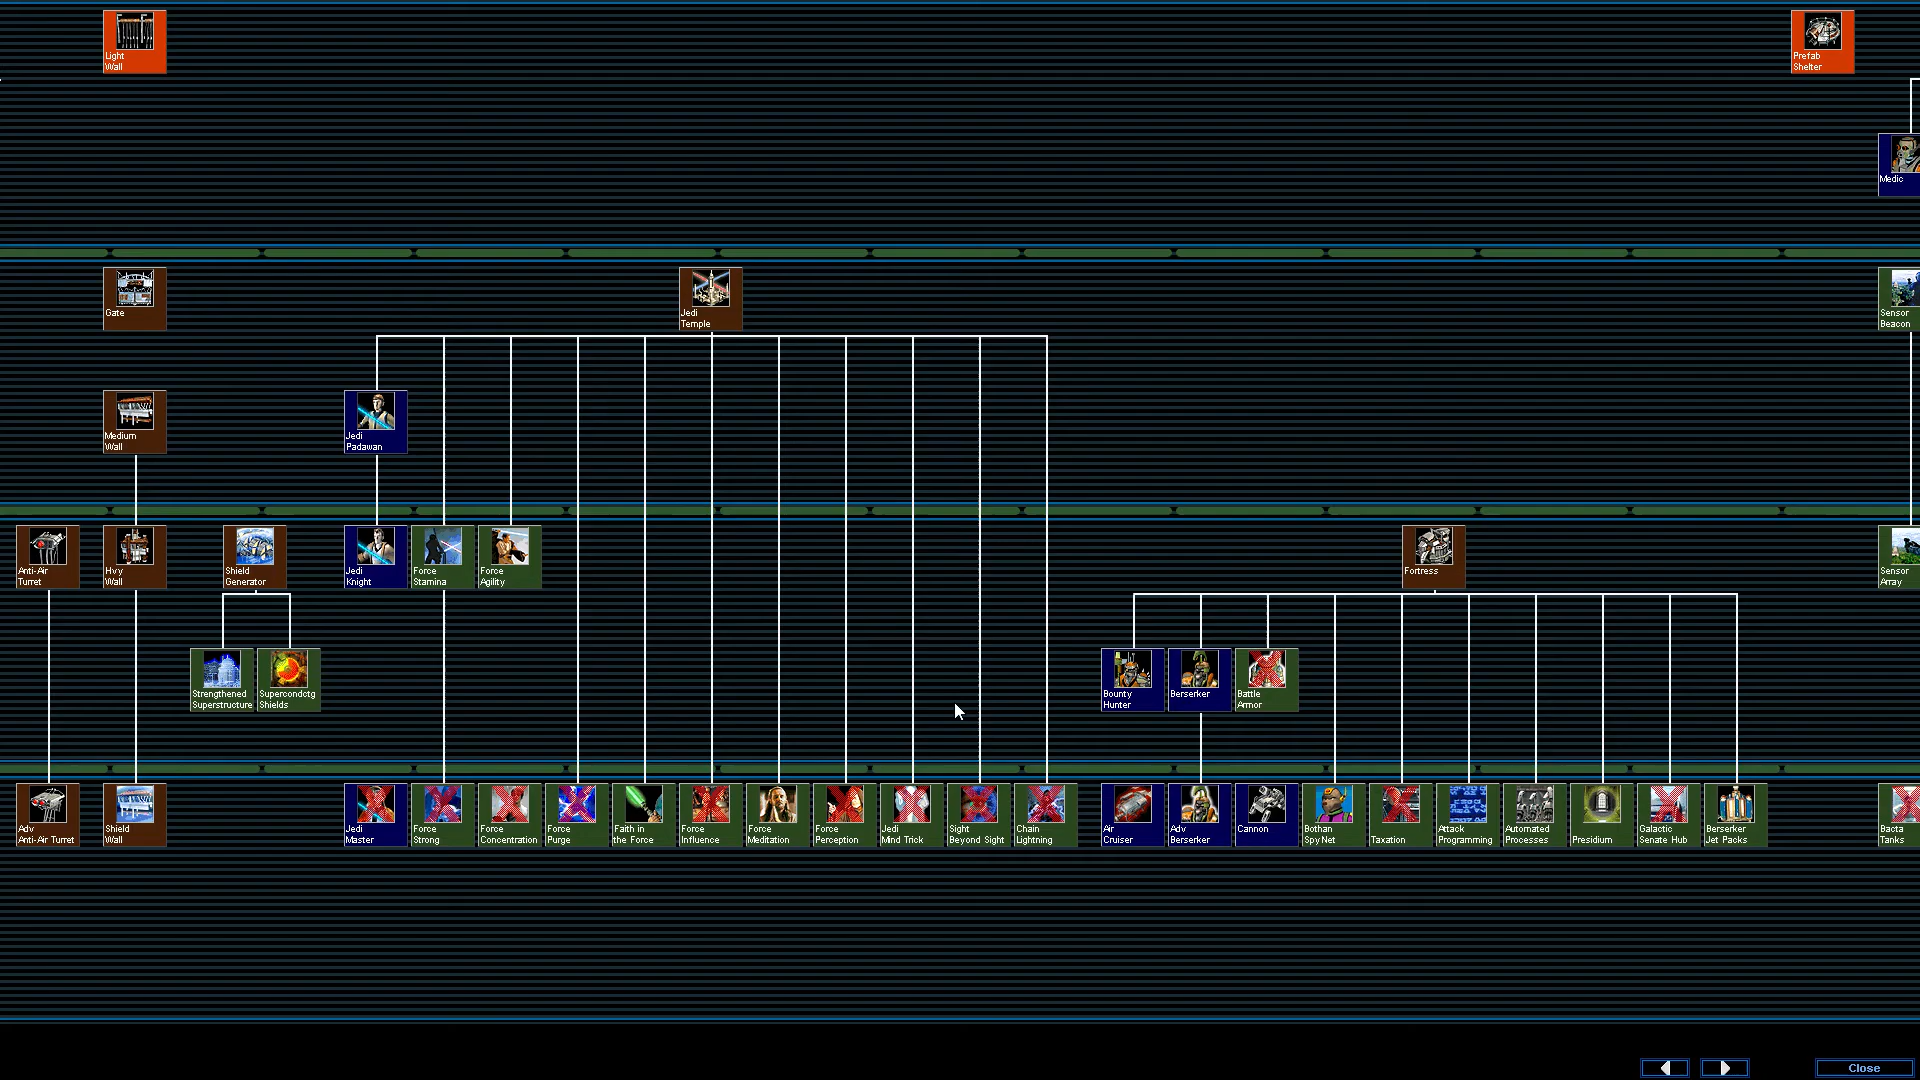 Light
Wall
Prefab
Shelter
Medic
Gate
Jedi
Temple
Sensor
Beacon
Medium
Wall
Jedi
Padawan
Anti-Air
Turret
Hvy
Wall
Shield
Generator
Jedi
Knight
Force
Stamina
Force
Agility
Fortress
Sensor
Array
Strengthened
Superstructure
Supercondctg
Shields
Bounty
Hunter
Berserker
Battle
Armor
Adv
Anti-Air Turret
Shield
Wall
Jedi
Master
Force
Strong
Force
Concentration
Force
Purge
Faith in
the Force
Force
Influence
Force
Meditation
Force
Perception
Jedi
Mind Trick
Sight
Beyond Sight
Chain
Lightning
Air
Cruiser
Adv
Berserker
Cannon
Bothan
SpyNet
Taxation
Attack
Programming
Automated
Processes
Presidium
Galactic
Senate Hub
Berserker
Jet Packs
Bacta
Tanks
Close